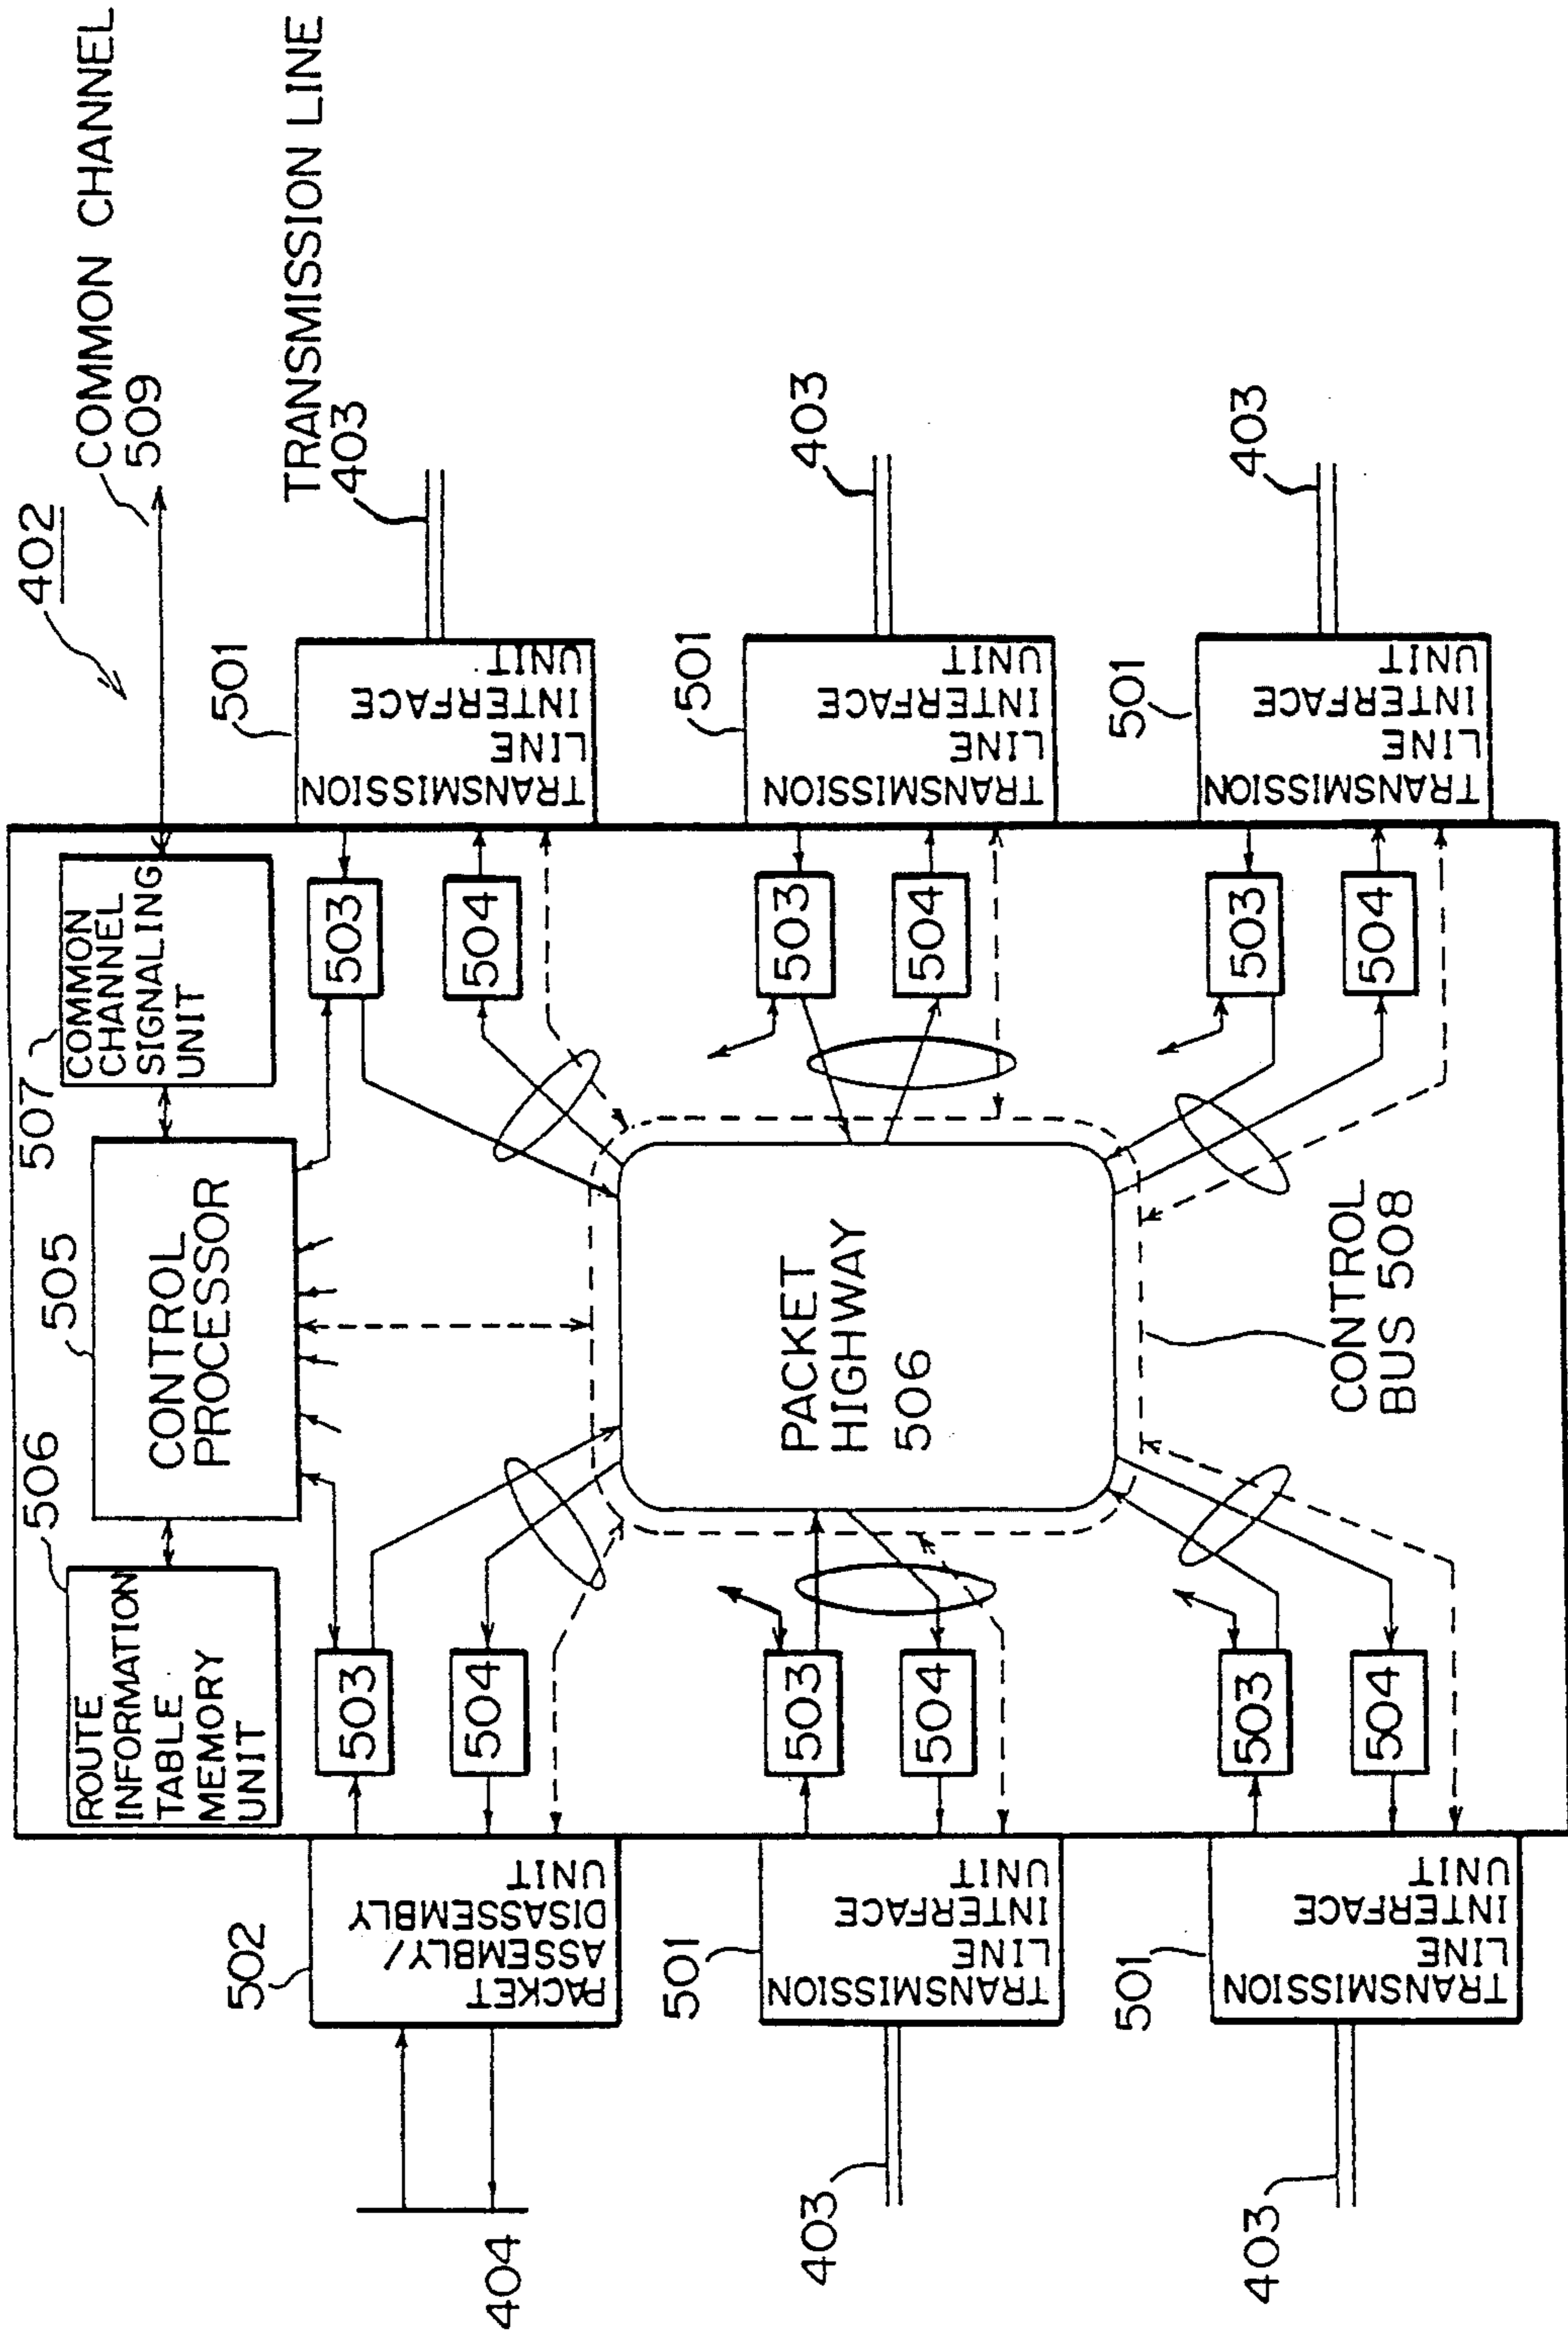 402
COMMON CHANNEL
509
507
COMMON
CHANNEL
SIGNALING
UNIT
505
CONTROL
PROCESSOR
506
ROUTE
INFORMATION
TABLE
MEMORY
UNIT
TRANSMISSION LINE
403
501
TRANSMISSION
LINE
INTERFACE
UNIT
503
504
403
501
TRANSMISSION
LINE
INTERFACE
UNIT
503
504
403
501
TRANSMISSION
LINE
INTERFACE
UNIT
503
504
PACKET
HIGHWAY
506
CONTROL
BUS 508
503
504
502
PACKET
ASSEMBLY/
DISASSEMBLY
UNIT
404
503
504
501
TRANSMISSION
LINE
INTERFACE
UNIT
403
503
504
501
TRANSMISSION
LINE
INTERFACE
UNIT
403